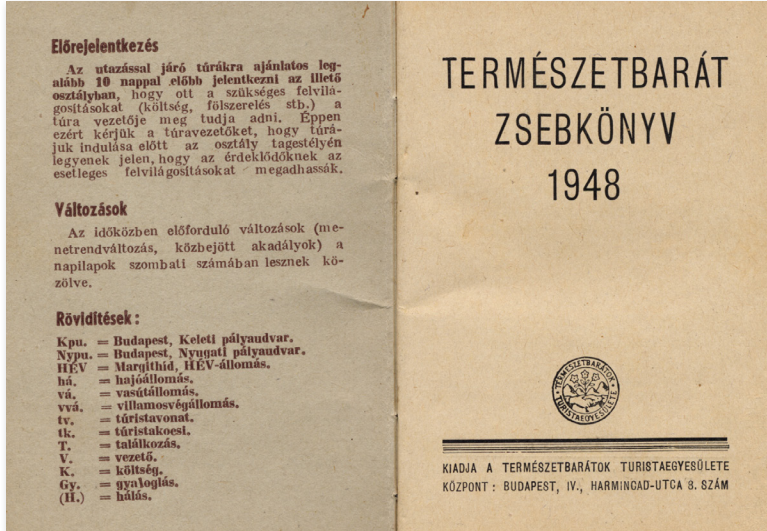 Előrejelentkezés
Az utazással járó túrákra ajánlatos leg-
alább 10 nappal előbb jelentkezni az illető
osztályban, hogy ott a szükséges felvilá-
gosításokat (költség, fölszerelés stb.) a
túra vezetője meg tudja adni. Éppen
ezért kérjük a túravezetőket, hogy túrá-
juk indulása előtt az osztály tagestélyén
legyenek jelen, hogy az érdeklődőknek az
esetleges felvilágosításokat megadhassák.
Változások
Az időközben előforduló változások (me-
netrendváltozás, közbejött akadályok) a
napilapok szombati számában lesznek kö-
zölve.
Rövidítések :
Kpu. = Budapest, Keleti pályaudvar.
Nypu. = Budapest, Nyugati pályaudvar.
HÉV = Margithíd, HÉV-állomás.
há. = hajóállomás.
vá. = vasútállomás.
vvá. = villamosvégállomás.
tv. = túristavonat.
tk. = túristakocsi.
T. = találkozás.
V. = vezető.
K. = költség.
Gy. = gyaloglás.
(H.) = hálás.
TERMÉSZETBARÁT
ZSEBKÖNYV
1948
TERMÉSZETBARÁTOK
TURISTAEGYESÜLETE
KIADJA A TERMÉSZETBARÁTOK TURISTAEGYESÜLETE
KÖZPONT : BUDAPEST, IV., HARMINCAD-UTCA 3. SZÁM